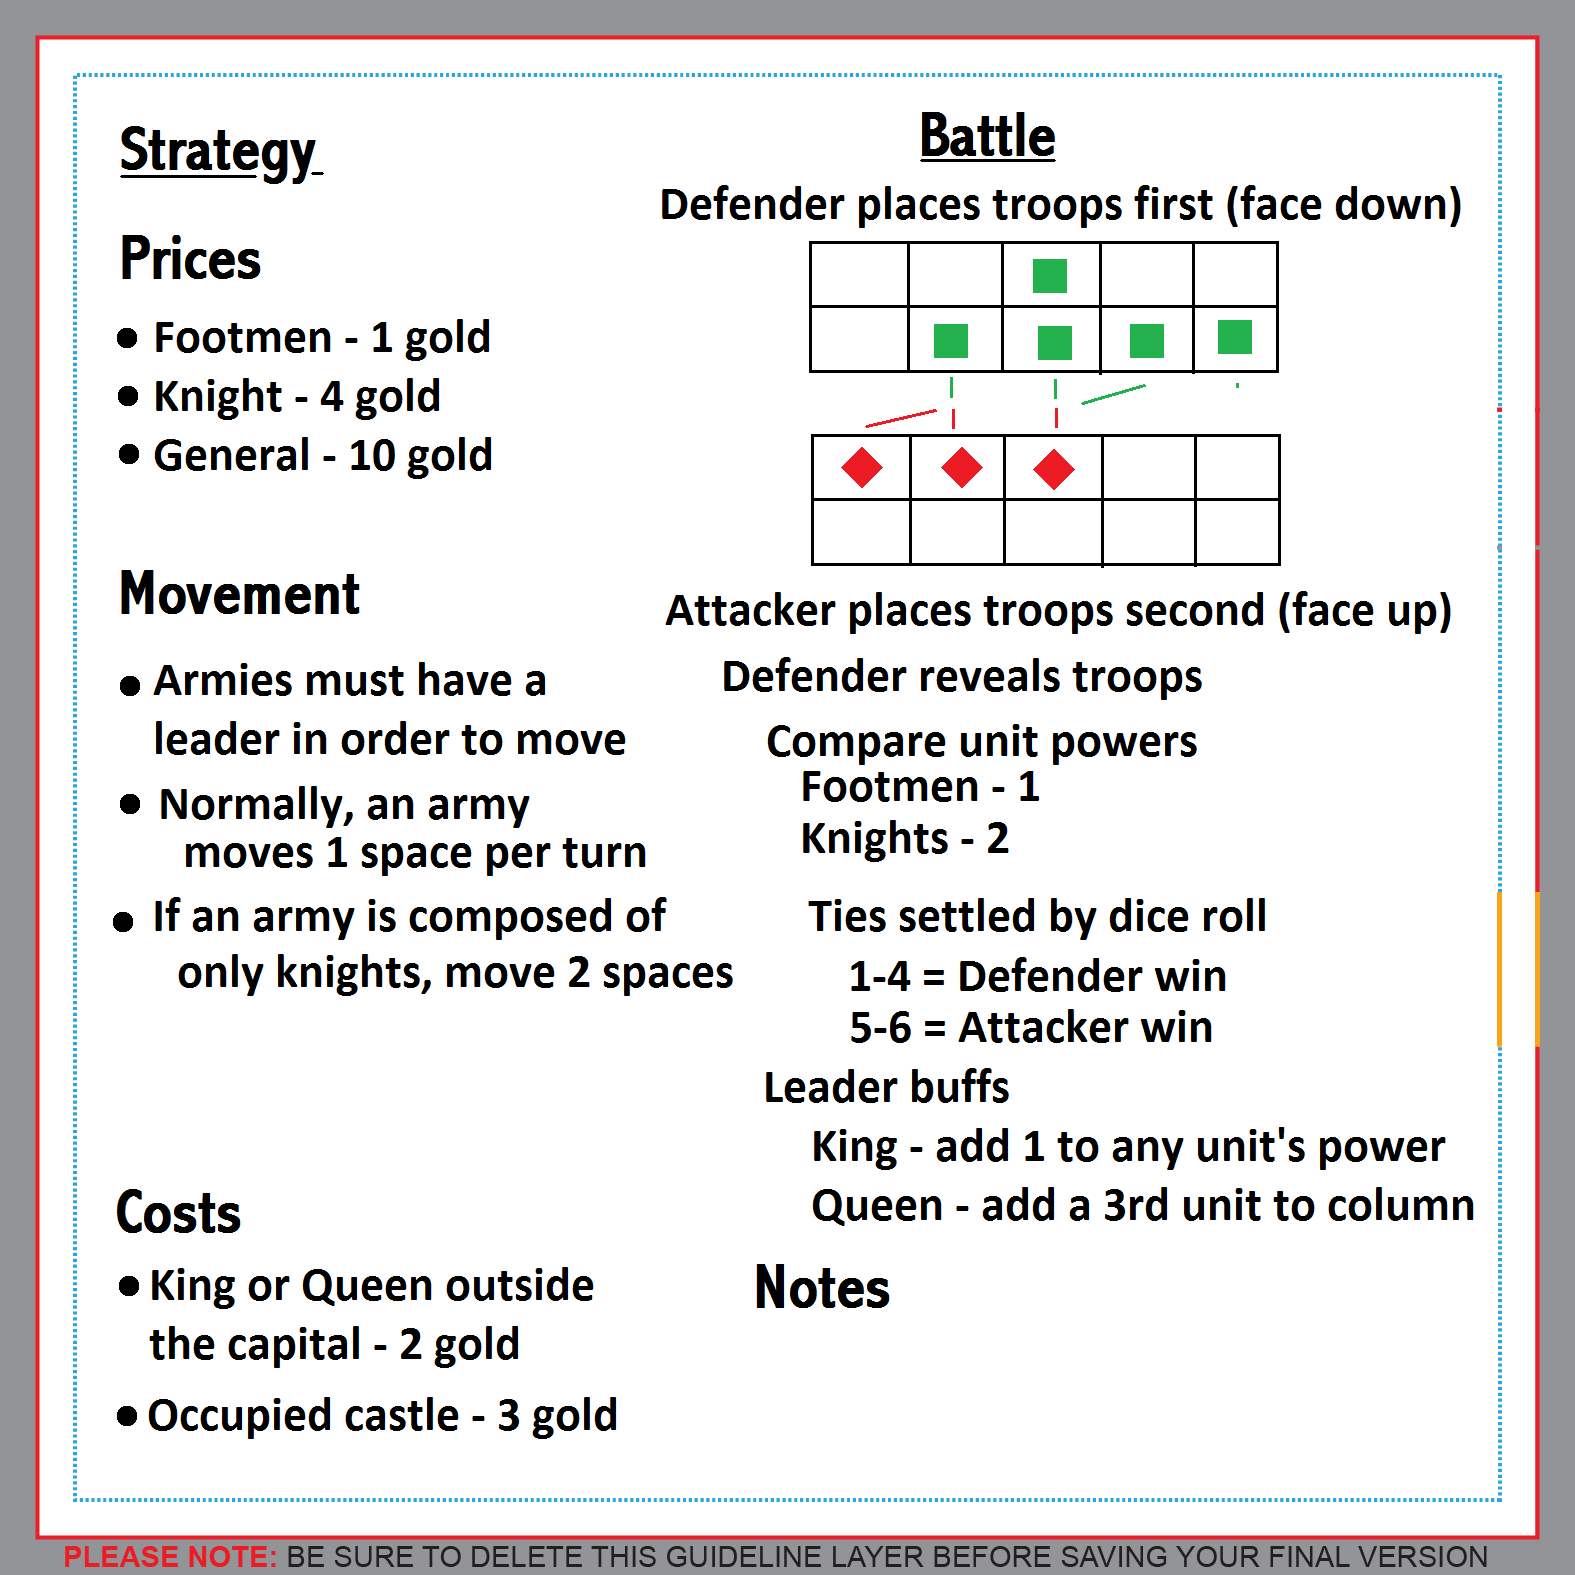 Strategy
Prices
• Footmen - 1 gold
• Knight - 4 gold
• General - 10 gold
Movement
• Armies must have a
leader in order to move
• Normally, an army
moves 1 space per turn
• If an army is composed of
only knights, move 2 spaces
Costs
• King or Queen outside
the capital - 2 gold
• Occupied castle - 3 gold
Battle
Defender places troops first (face down)
Attacker places troops second (face up)
Defender reveals troops
Compare unit powers
Footmen - 1
Knights - 2
Ties settled by dice roll
1-4 = Defender win
5-6 = Attacker win
Leader buffs
King - add 1 to any unit's power
Queen - add a 3rd unit to column
Notes
PLEASE NOTE: BE SURE TO DELETE THIS GUIDELINE LAYER BEFORE SAVING YOUR FINAL VERSION